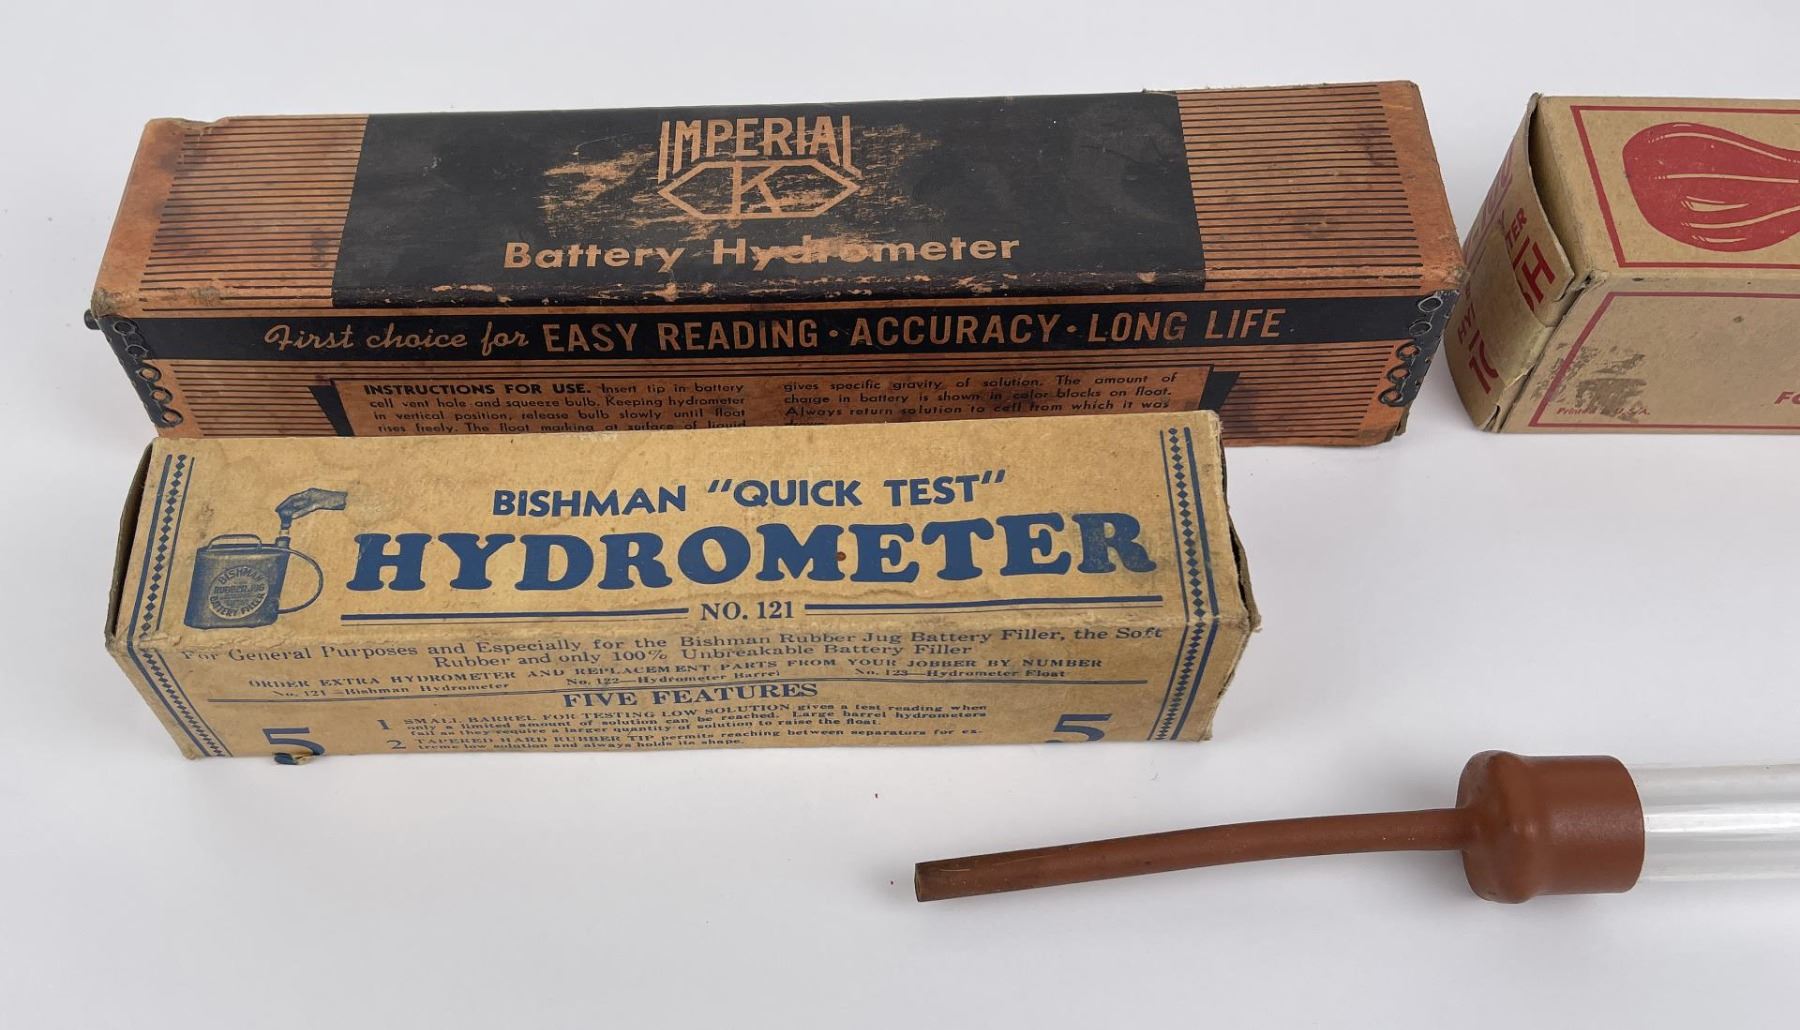 IMPERIAL
K
Battery Hydrometer
First choice for EASY READING · ACCURACY · LONG LIFE
INSTRUCTIONS FOR USE. Insert tip in battery
cell vent hole and squeeze bulb. Keeping hydrometer
in vertical position, release bulb slowly until float
rises freely. The float marking at surface of liquid
gives specific gravity of solution. The amount of
charge in battery is shown in color blocks on float.
Always return solution to cell from which it was
BISHMAN "QUICK TEST"
HYDROMETER
NO. 121
BISHMAN
RUBBER JUG
BATTERY FILLER
For General Purposes and Especially for the Bishman Rubber Jug Battery Filler, the Soft
Rubber and only 100% Unbreakable Battery Filler
ORDER EXTRA HYDROMETER AND REPLACEMENT PARTS FROM YOUR JOBBER BY NUMBER
No. 121—Bishman Hydrometer No. 122—Hydrometer Barrel No. 123—Hydrometer Float
FIVE FEATURES
5
1 SMALL BARREL FOR TESTING LOW SOLUTION gives a test reading when
only a limited amount of solution can be reached. Large barrel hydrometers
fail as they require a larger quantity of solution to raise the float.
2 TAPERED HARD RUBBER TIP permits reaching between separators for ex-
treme low solution and always holds its shape.
5
Printed in U.S.A.